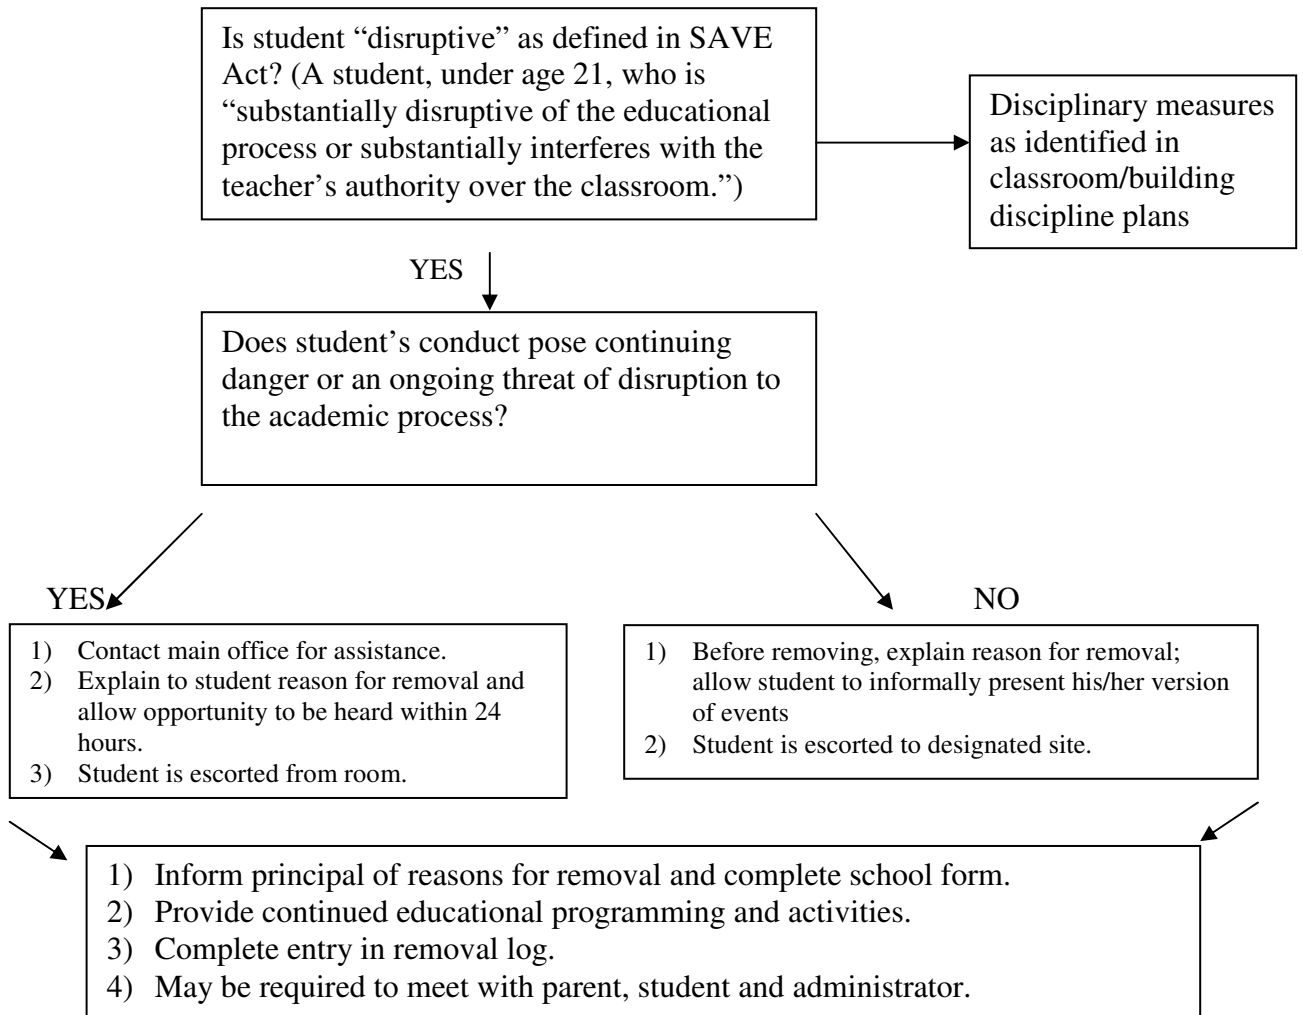 Is student “disruptive” as defined in SAVE
Act? (A student, under age 21, who is
“substantially disruptive of the educational
process or substantially interferes with the
teacher’s authority over the classroom.”)
Disciplinary measures
as identified in
classroom/building
discipline plans
YES
Does student’s conduct pose continuing
danger or an ongoing threat of disruption to
the academic process?
YES
1) Contact main office for assistance.
2) Explain to student reason for removal and
allow opportunity to be heard within 24
hours.
3) Student is escorted from room.
NO
1) Before removing, explain reason for removal;
allow student to informally present his/her version
of events
2) Student is escorted to designated site.
1) Inform principal of reasons for removal and complete school form.
2) Provide continued educational programming and activities.
3) Complete entry in removal log.
4) May be required to meet with parent, student and administrator.